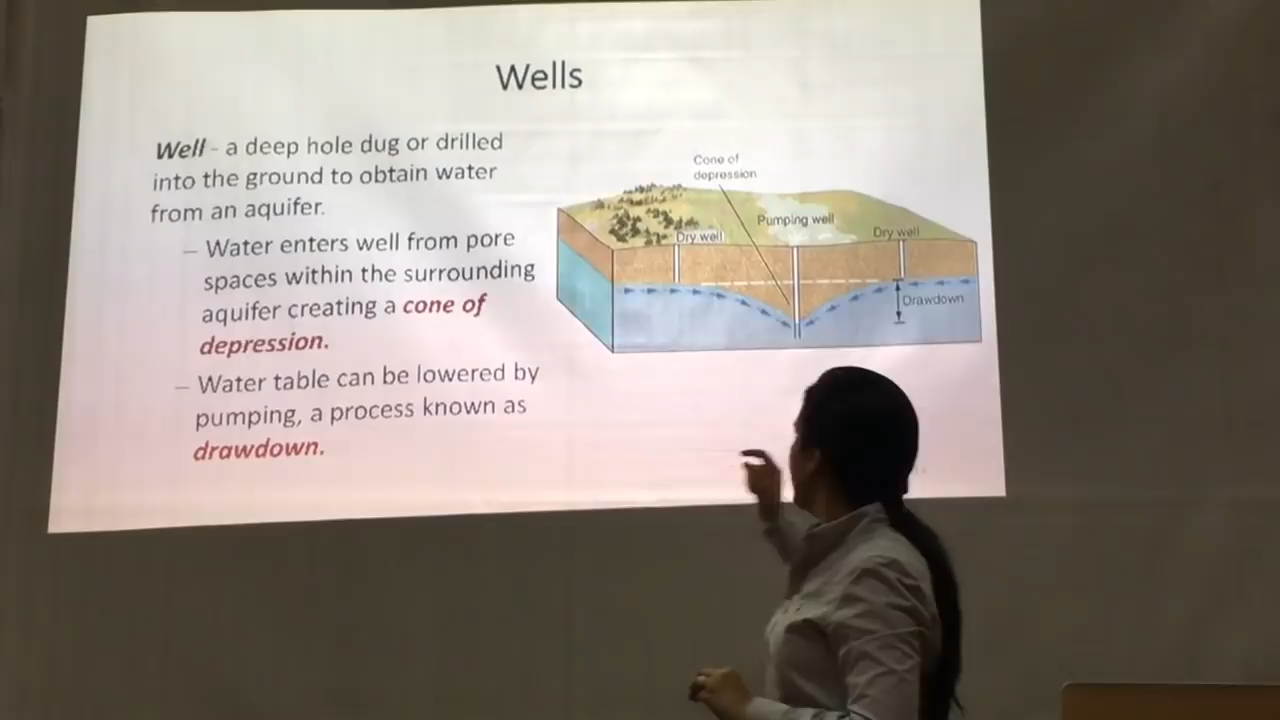 Wells
Well - a deep hole dug or drilled
into the ground to obtain water
from an aquifer.
– Water enters well from pore
spaces within the surrounding
aquifer creating a cone of
depression.
– Water table can be lowered by
pumping, a process known as
drawdown.
Cone of
depression
Pumping well
Dry well
Dry well
Drawdown